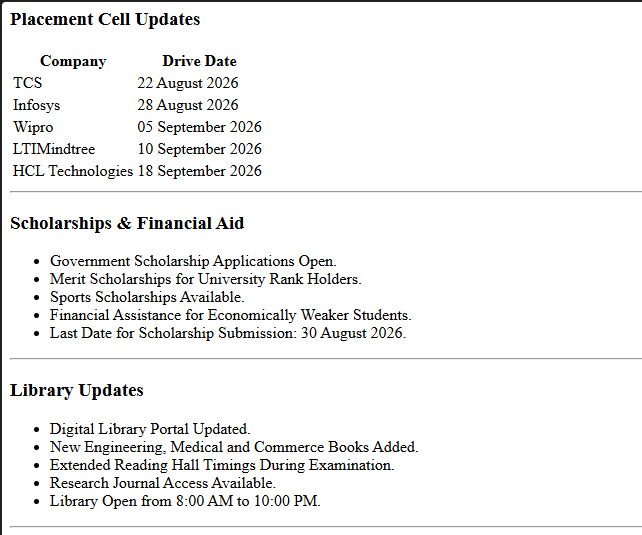 Placement Cell Updates
Company Drive Date
TCS 22 August 2026
Infosys 28 August 2026
Wipro 05 September 2026
LTIMindtree 10 September 2026
HCL Technologies 18 September 2026
Scholarships & Financial Aid
• Government Scholarship Applications Open.
• Merit Scholarships for University Rank Holders.
• Sports Scholarships Available.
• Financial Assistance for Economically Weaker Students.
• Last Date for Scholarship Submission: 30 August 2026.
Library Updates
• Digital Library Portal Updated.
• New Engineering, Medical and Commerce Books Added.
• Extended Reading Hall Timings During Examination.
• Research Journal Access Available.
• Library Open from 8:00 AM to 10:00 PM.